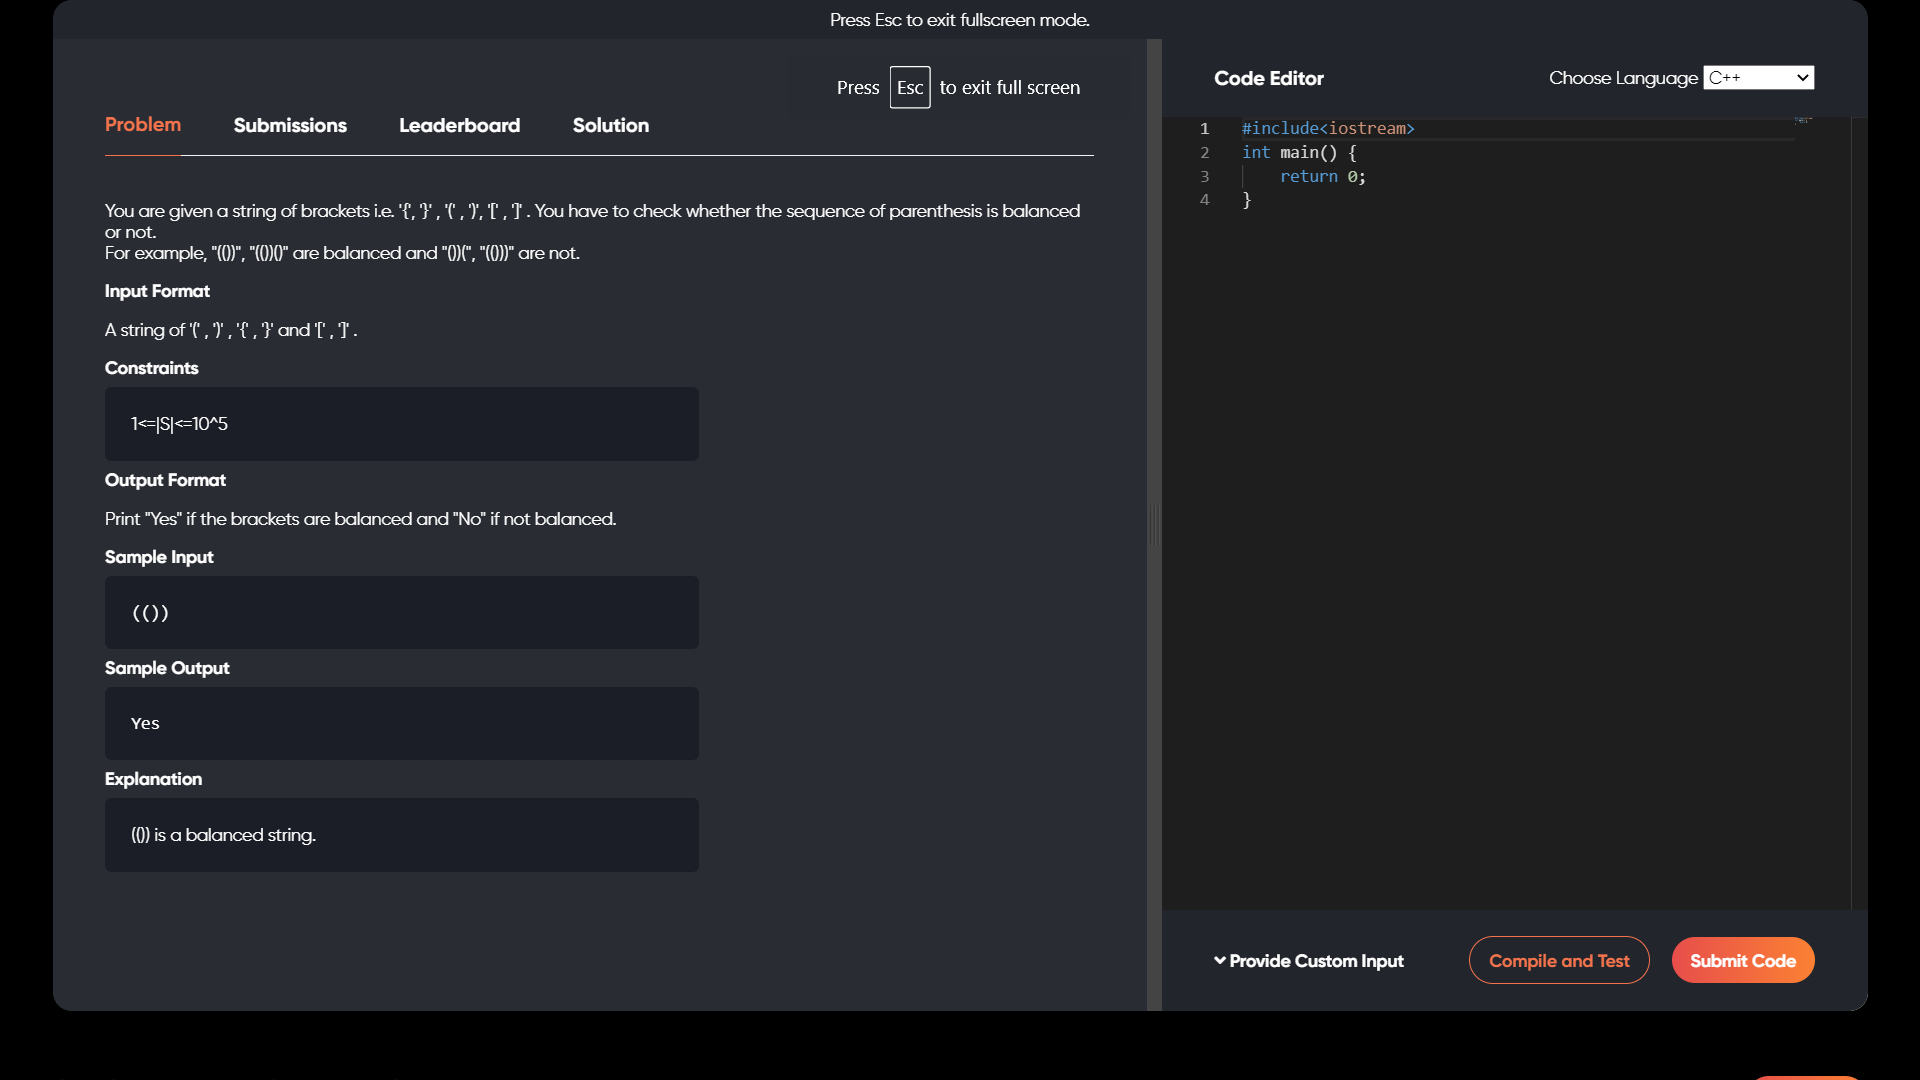 Press Esc to exit fullscreen mode.
Press Esc to exit full screen
Problem Submissions Leaderboard Solution
You are given a string of brackets i.e. '{', '}' , '(' , ')', '[' , ']' . You have to check whether the sequence of parenthesis is balanced
or not.
For example, "(())", "(())()" are balanced and "())(", "(()))" are not.
Input Format
A string of '(' , ')' , '{' , '}' and '[' , ']' .
Constraints
1<=|S|<=10^5
Output Format
Print "Yes" if the brackets are balanced and "No" if not balanced.
Sample Input
(())
Sample Output
Yes
Explanation
(()) is a balanced string.
Code Editor
Choose Language C++
1 #include<iostream>
2 int main() {
3     return 0;
4 }
Provide Custom Input
Compile and Test
Submit Code